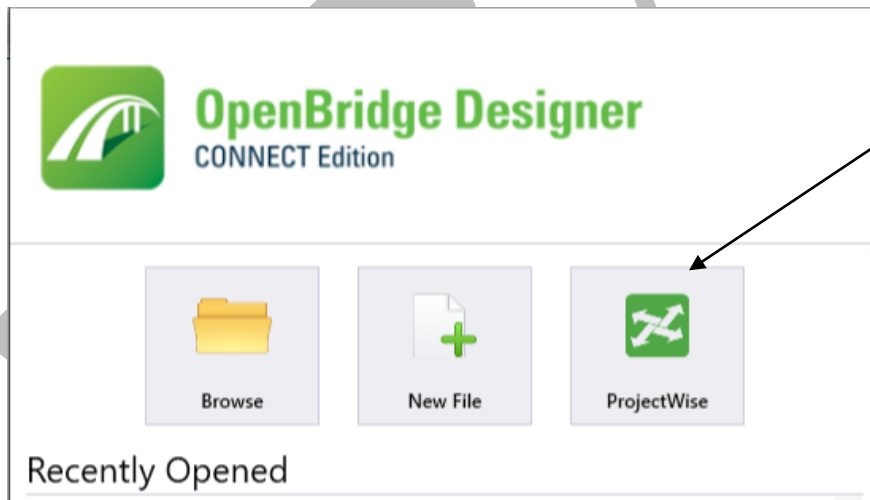 OpenBridge Designer
CONNECT Edition
Browse
New File
ProjectWise
Recently Opened